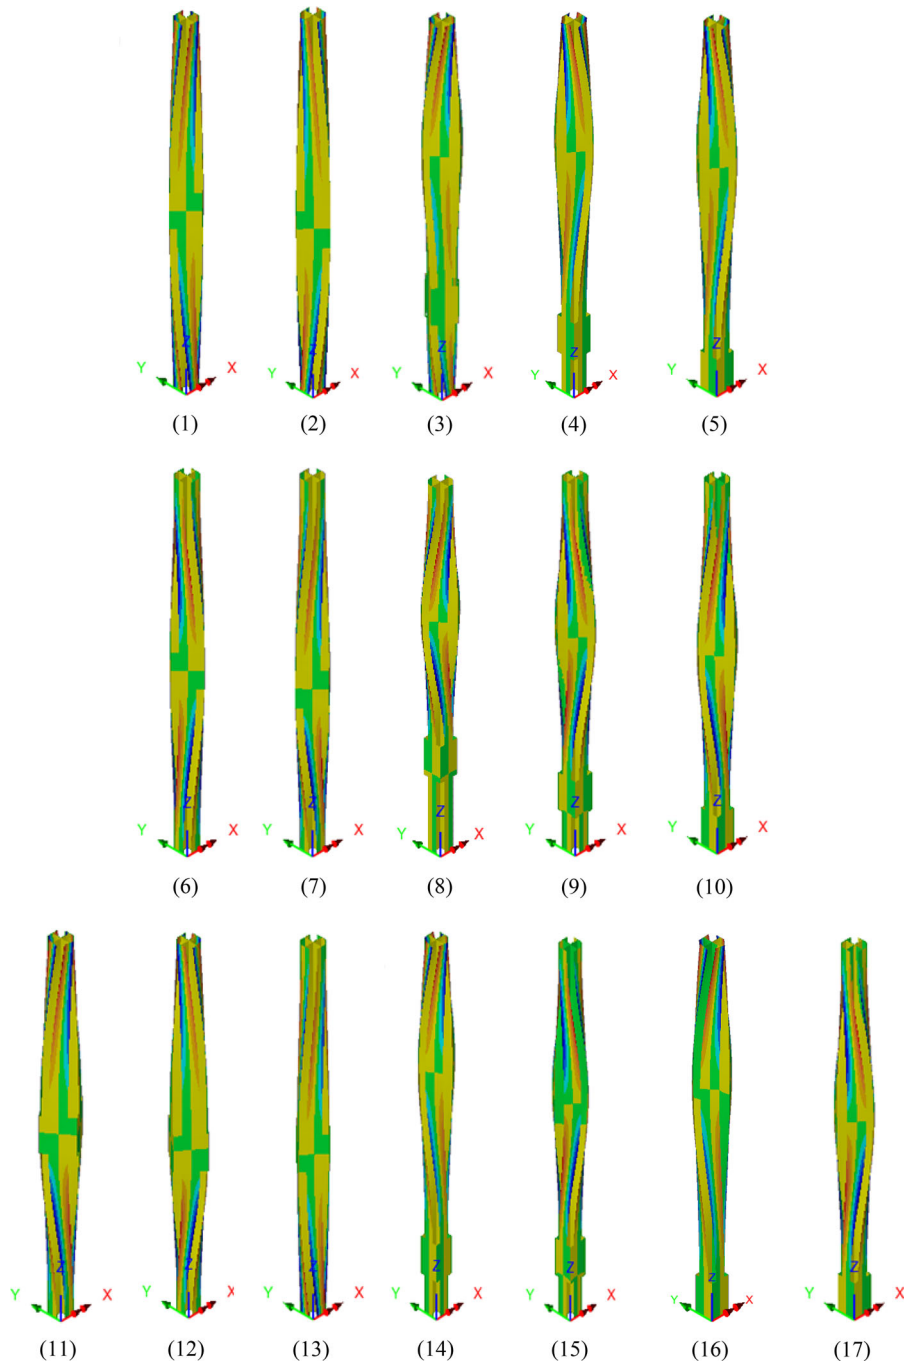 Z Z Z Z Z
Y X Y X Y X Y X Y X
(1) (2) (3) (4) (5)
Z Z Z Z Z
Y X Y X Y X Y X Y X
(6) (7) (8) (9) (10)
Z Z Z Z Z Z Z
Y X Y X Y X Y X Y X Y X Y X
(11) (12) (13) (14) (15) (16) (17)